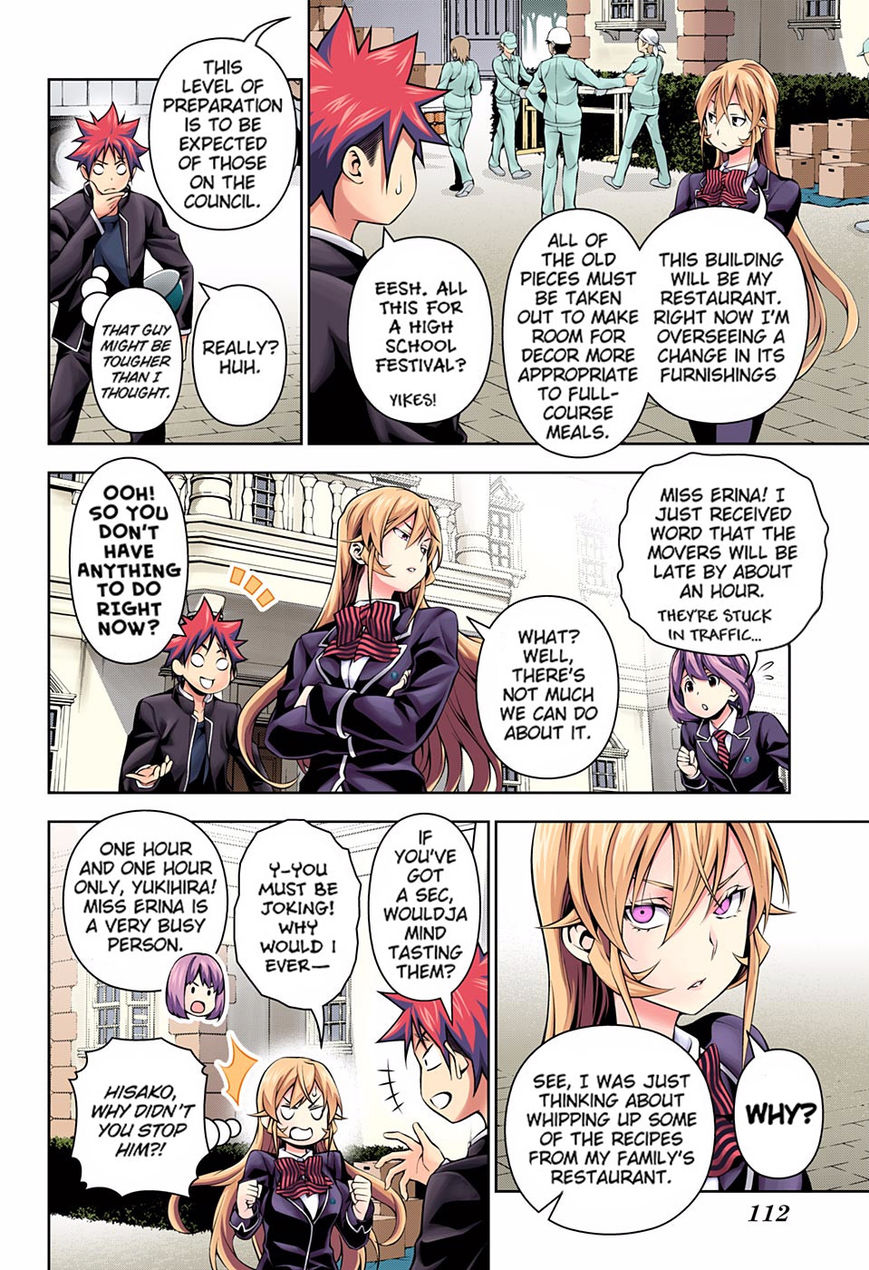 THIS BUILDING
WILL BE MY
RESTAURANT.
RIGHT NOW I'M
OVERSEEING
A CHANGE IN ITS
FURNISHINGS
ALL OF
THE OLD
PIECES MUST
BE TAKEN
OUT TO MAKE
ROOM FOR
DECOR MORE
APPROPRIATE
TO FULL-
COURSE
MEALS.
EESH. ALL
THIS FOR
A HIGH
SCHOOL
FESTIVAL?
YIKES!
THIS
LEVEL OF
PREPARATION
IS TO BE
EXPECTED
OF THOSE
ON THE
COUNCIL.
REALLY?
HUH.
THAT GUY
MIGHT BE
TOUGHER
THAN I
THOUGHT.
MISS ERINA! I
JUST RECEIVED
WORD THAT THE
MOVERS WILL BE
LATE BY ABOUT
AN HOUR.
THEY'RE STUCK
IN TRAFFIC...
WHAT?
WELL,
THERE'S
NOT MUCH
WE CAN DO
ABOUT IT.
OOH!
SO YOU
DON'T
HAVE
ANYTHING
TO DO
RIGHT
NOW?
WHY?
SEE, I WAS JUST
THINKING ABOUT
WHIPPING UP SOME
OF THE RECIPES
FROM MY FAMILY'S
RESTAURANT.
IF
YOU'VE
GOT
A SEC,
WOULDJA
MIND
TASTING
THEM?
Y-YOU
MUST BE
JOKING!
WHY
WOULD I
EVER—
ONE HOUR
AND ONE HOUR
ONLY, YUKIHIRA!
MISS ERINA IS
A VERY BUSY
PERSON.
HISAKO,
WHY DIDN'T
YOU STOP
HIM?!
112